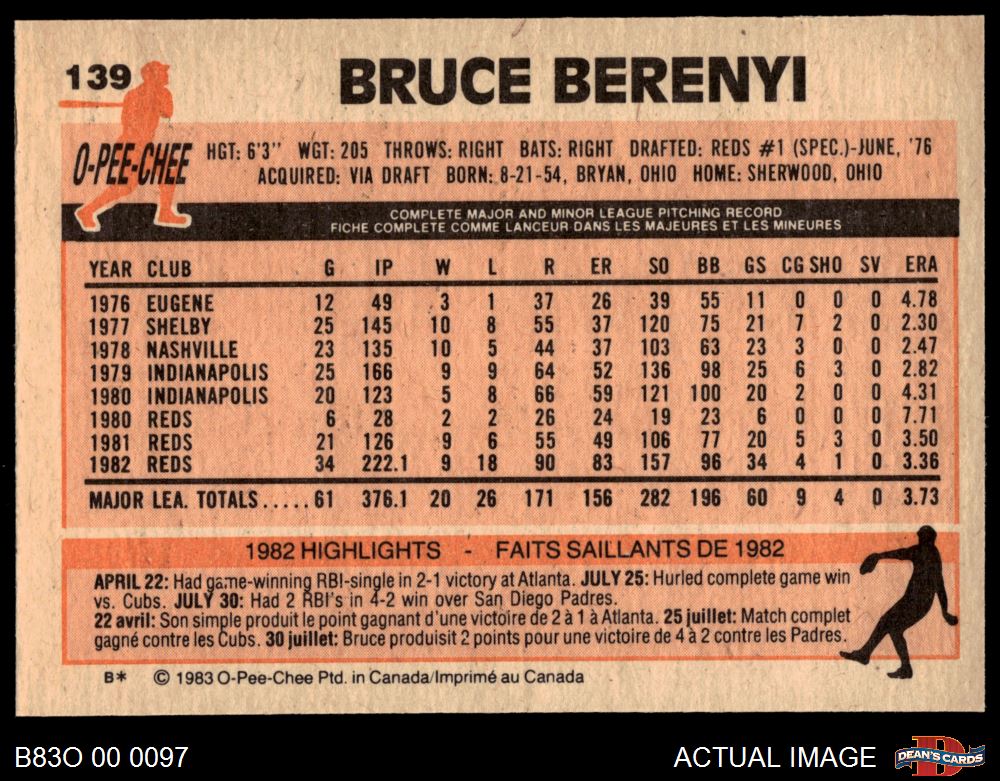 139
BRUCE BERENYI
O-PEE-CHEE
HGT: 6'3" WGT: 205 THROWS: RIGHT BATS: RIGHT DRAFTED: REDS #1 (SPEC.)-JUNE, '76
ACQUIRED: VIA DRAFT BORN: 8-21-54, BRYAN, OHIO HOME: SHERWOOD, OHIO
COMPLETE MAJOR AND MINOR LEAGUE PITCHING RECORD
FICHE COMPLETE COMME LANCEUR DANS LES MAJEURES ET LES MINEURES
YEAR CLUB G IP W L R ER SO BB GS CG SHO SV ERA
1976 EUGENE 12 49 3 1 37 26 39 55 11 0 0 0 4.78
1977 SHELBY 25 145 10 8 55 37 120 75 21 7 2 0 2.30
1978 NASHVILLE 23 135 10 5 44 37 103 63 23 3 0 0 2.47
1979 INDIANAPOLIS 25 166 9 9 64 52 136 98 25 6 3 0 2.82
1980 INDIANAPOLIS 20 123 5 8 66 59 121 100 20 2 0 0 4.31
1980 REDS 6 28 2 2 26 24 19 23 6 0 0 0 7.71
1981 REDS 21 126 9 6 55 49 106 77 20 5 3 0 3.50
1982 REDS 34 222.1 9 18 90 83 157 96 34 4 1 0 3.36
MAJOR LEA. TOTALS.....61 376.1 20 26 171 156 282 196 60 9 4 0 3.73
1982 HIGHLIGHTS - FAITS SAILLANTS DE 1982
APRIL 22: Had game-winning RBI-single in 2-1 victory at Atlanta. JULY 25: Hurled complete game win
vs. Cubs. JULY 30: Had 2 RBI's in 4-2 win over San Diego Padres.
22 avril: Son simple produit le point gagnant d'une victoire de 2 à 1 à Atlanta. 25 juillet: Match complet
gagné contre les Cubs. 30 juillet: Bruce produisit 2 points pour une victoire de 4 à 2 contre les Padres.
B* © 1983 O-Pee-Chee Ptd. in Canada/Imprimé au Canada
B83O 00 0097
ACTUAL IMAGE
DEAN'S CARDS